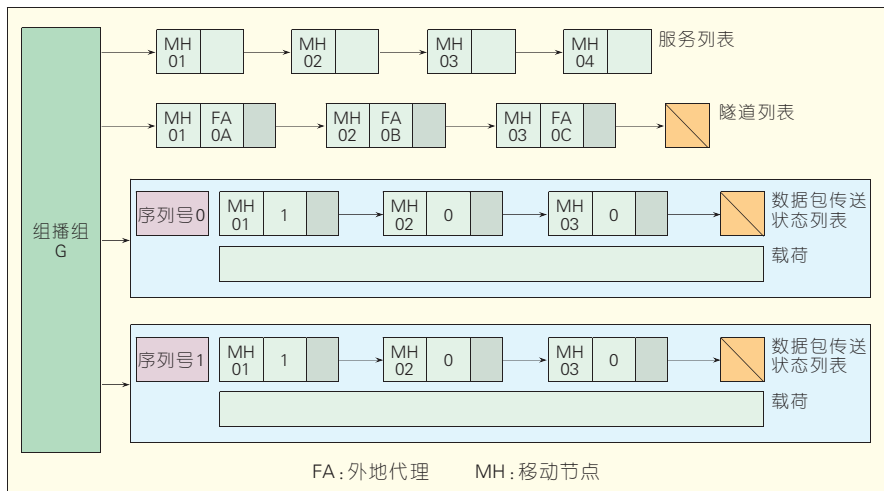 组播组
G
MH
01
MH
02
MH
03
MH
04
服务列表
MH
01
FA
0A
MH
02
FA
0B
MH
03
FA
0C
隧道列表
序列号0
MH
01
1
MH
02
0
MH
03
0
数据包传送
状态列表
载荷
序列号1
MH
01
1
MH
02
0
MH
03
0
数据包传送
状态列表
载荷
FA:外地代理 MH:移动节点